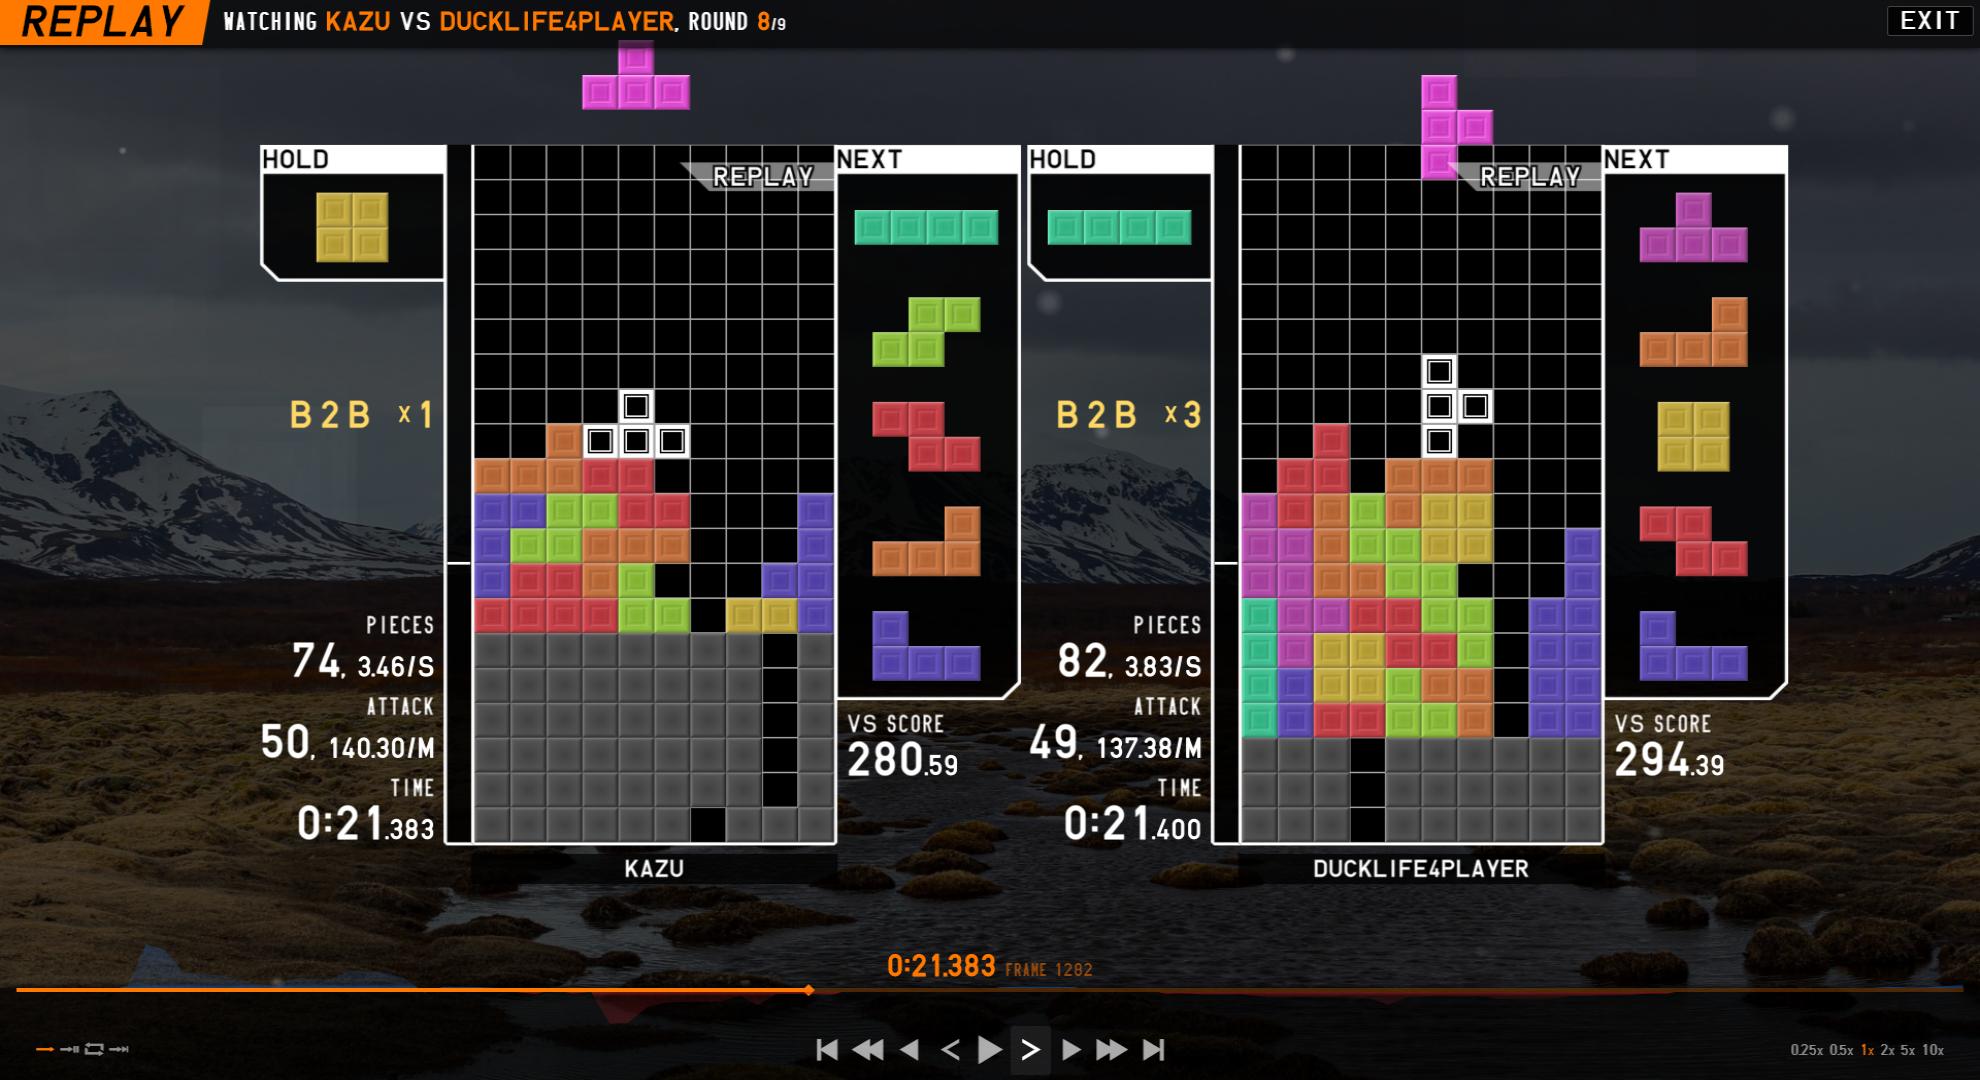 REPLAY
WATCHING KAZU VS DUCKLIFE4PLAYER, ROUND 8/9
EXIT
HOLD
REPLAY
NEXT
B2B x1
PIECES
74, 3.46/S
ATTACK
50, 140.30/M
TIME
0:21.383
VS SCORE
280.59
KAZU
HOLD
REPLAY
NEXT
B2B x3
PIECES
82, 3.83/S
ATTACK
49, 137.38/M
TIME
0:21.400
VS SCORE
294.39
DUCKLIFE4PLAYER
0:21.383 FRAME 1282
0.25x 0.5x 1x 2x 5x 10x